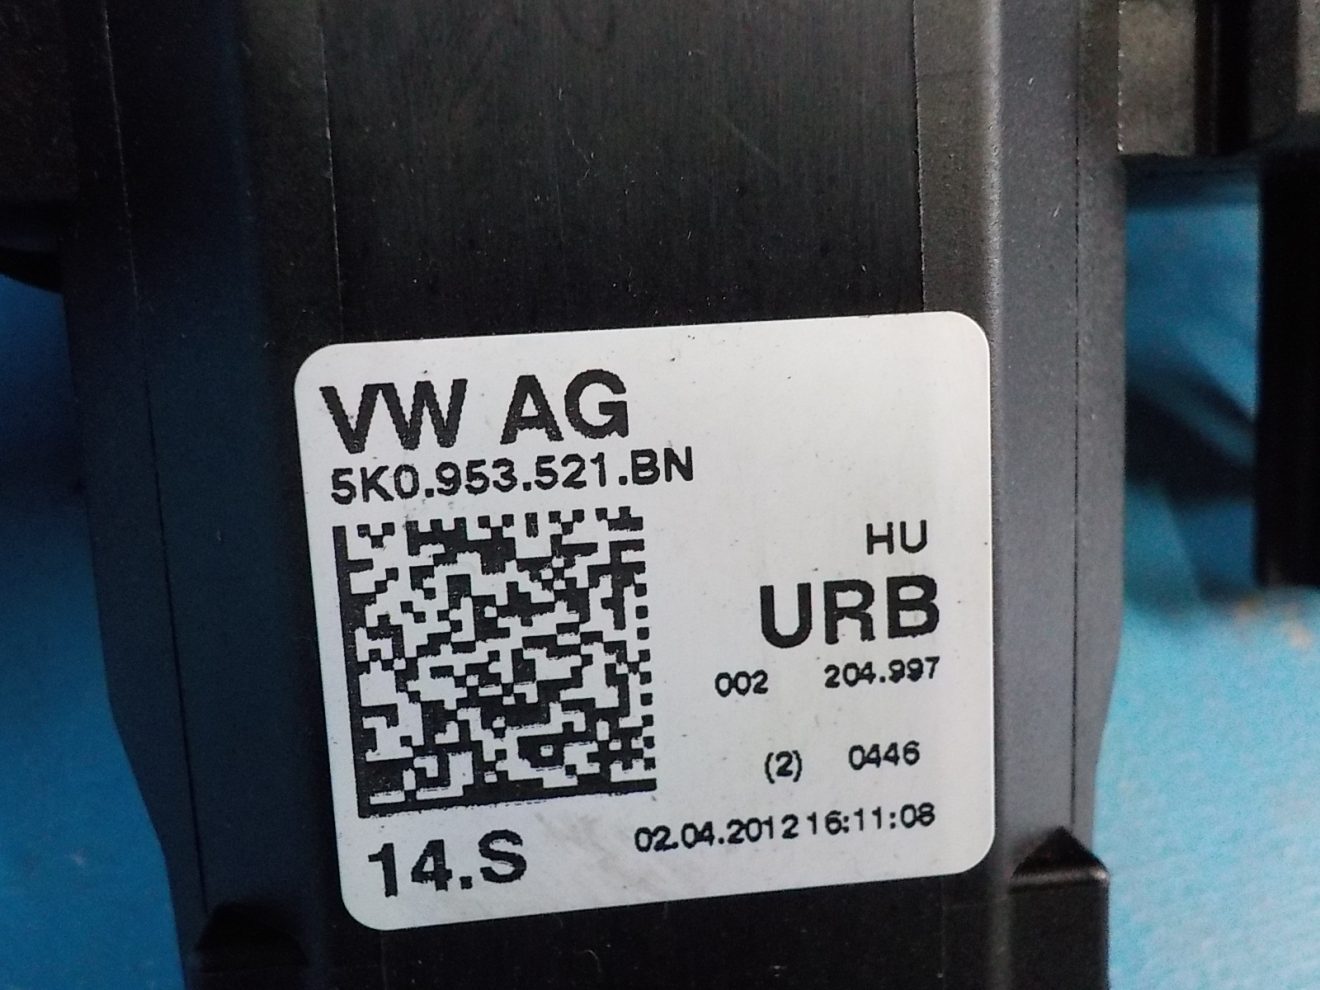 VW AG
5K0.953.521.BN
HU
URB
002 204.997
(2) 0446
02.04.2012 16:11:08
14.S